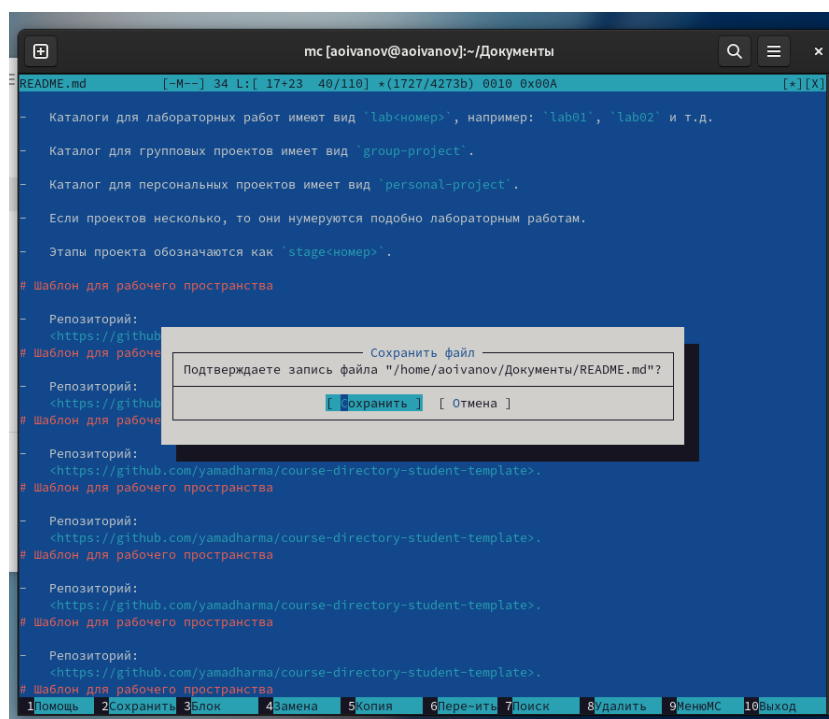 mc [aoivanov@aoivanov]:~/Документы
README.md [-M--] 34 L:[ 17+23 40/110] *(1727/4273b) 0010 0x00A [*][X]
- Каталоги для лабораторных работ имеют вид `lab<номер>`, например: `lab01`, `lab02` и т.д.
- Каталог для групповых проектов имеет вид `group-project`.
- Каталог для персональных проектов имеет вид `personal-project`.
- Если проектов несколько, то они нумеруются подобно лабораторным работам.
- Этапы проекта обозначаются как `stage<номер>`.
# Шаблон для рабочего пространства
- Репозиторий:
<https://github
# Шаблон для рабоче
- Репозиторий:
<https://github
# Шаблон для рабоче
Сохранить файл
Подтверждаете запись файла "/home/aoivanov/Документы/README.md"?
[ Сохранить ] [ Отмена ]
- Репозиторий:
<https://github.com/yamadharma/course-directory-student-template>.
# Шаблон для рабочего пространства
- Репозиторий:
<https://github.com/yamadharma/course-directory-student-template>.
# Шаблон для рабочего пространства
- Репозиторий:
<https://github.com/yamadharma/course-directory-student-template>.
# Шаблон для рабочего пространства
- Репозиторий:
<https://github.com/yamadharma/course-directory-student-template>.
# Шаблон для рабочего пространства
1Помощь 2Сохранить 3Блок 4Замена 5Копия 6Пере~ить 7Поиск 8Удалить 9МенюMC 10Выход